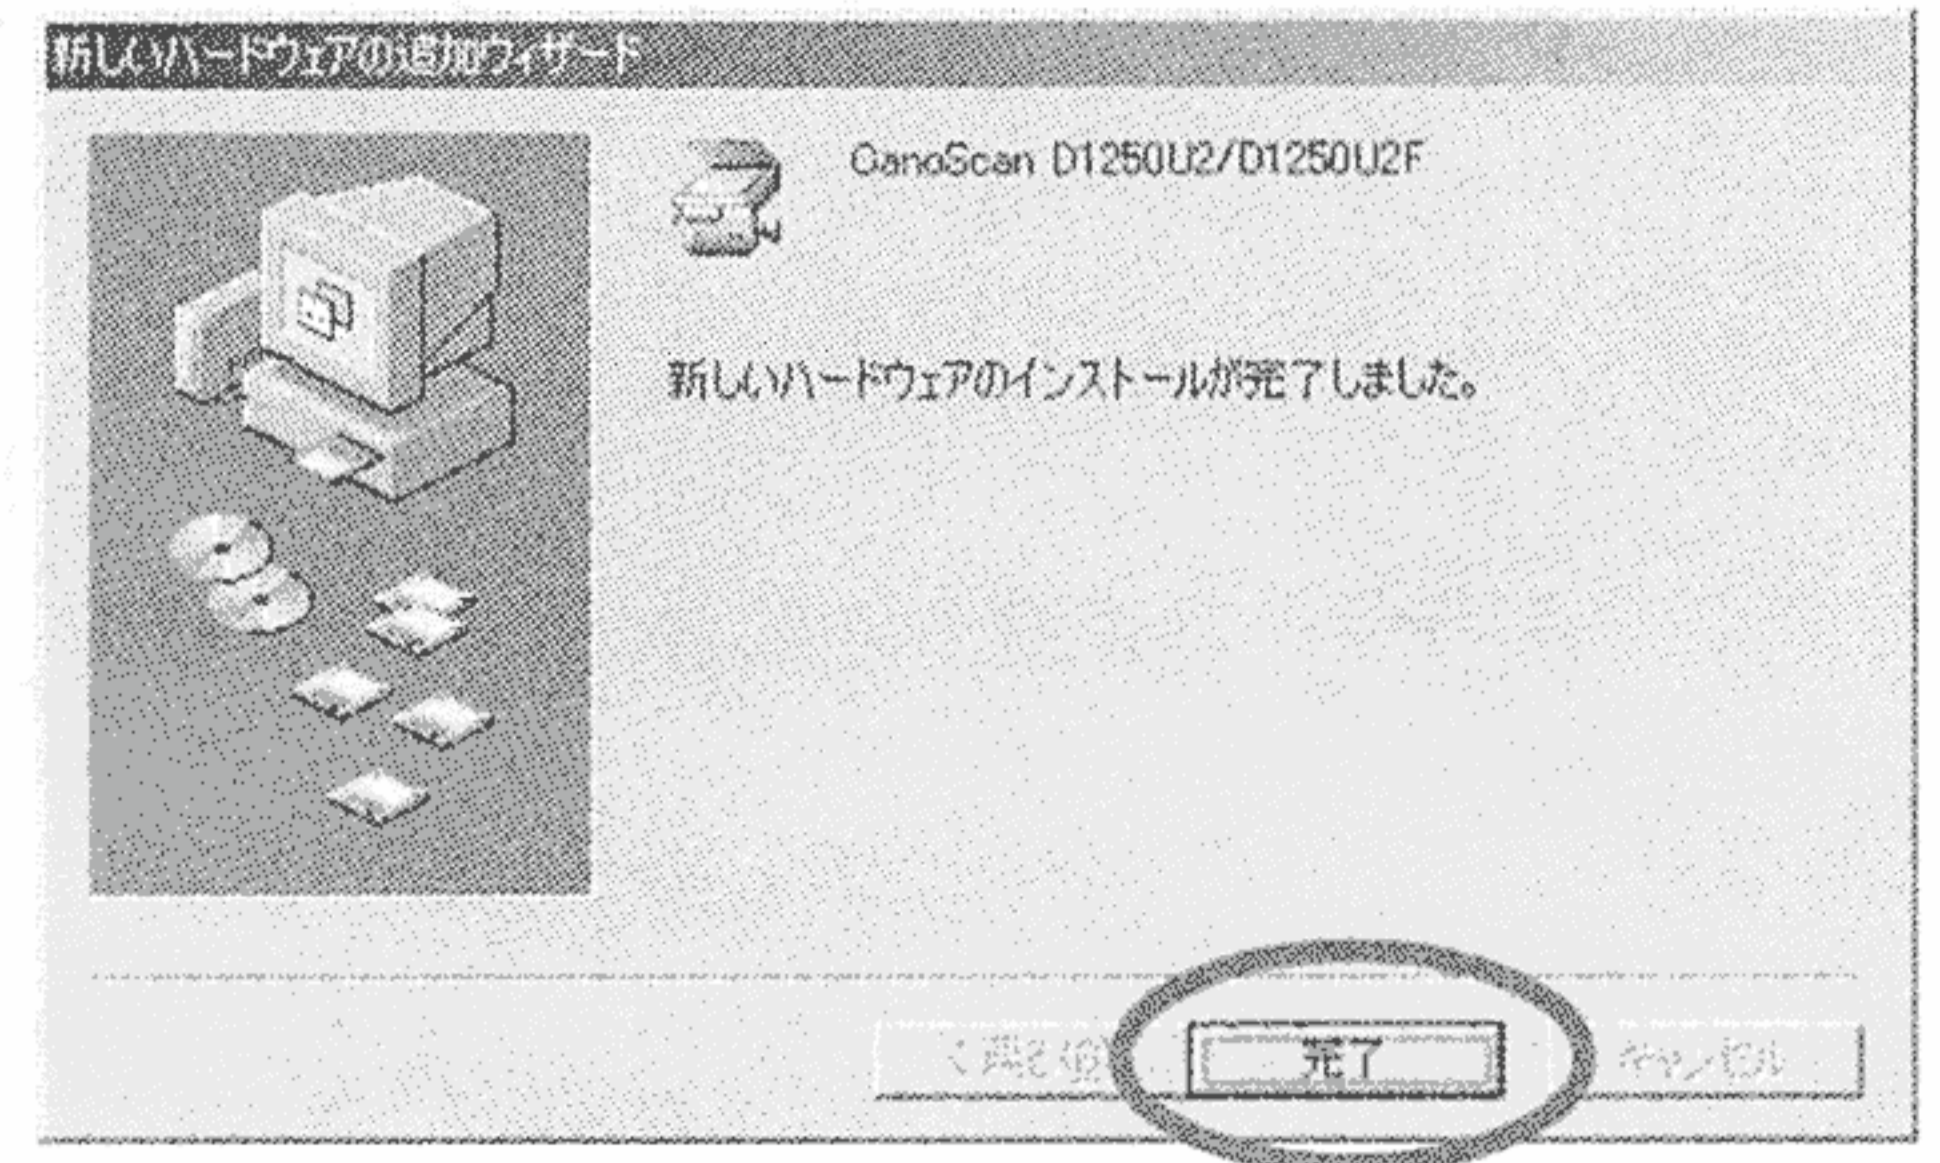 新しいハードウェアの追加ウィザード
CanoScan D1250U2/D1250U2F
新しいハードウェアのインストールが完了しました。
< 戻る(B)
完了
キャンセル